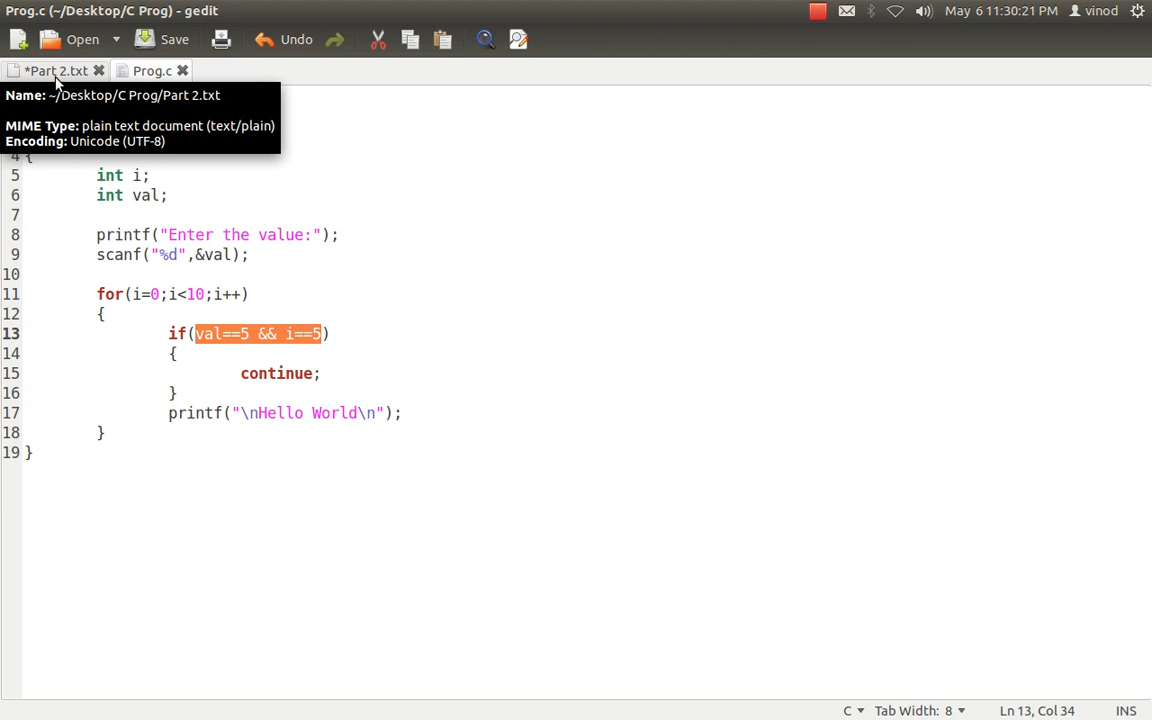 Prog.c (~/Desktop/C Prog) - gedit
May 6 11:30:21 PM vinod
Open Save Undo
*Part 2.txt Prog.c
Name: ~/Desktop/C Prog/Part 2.txt
MIME Type: plain text document (text/plain)
Encoding: Unicode (UTF-8)
4 {
5 int i;
6 int val;
7
8 printf("Enter the value:");
9 scanf("%d",&val);
10
11 for(i=0;i<10;i++)
12 {
13 if(val==5 && i==5)
14 {
15 continue;
16 }
17 printf("\nHello World\n");
18 }
19 }
C Tab Width: 8 Ln 13, Col 34 INS